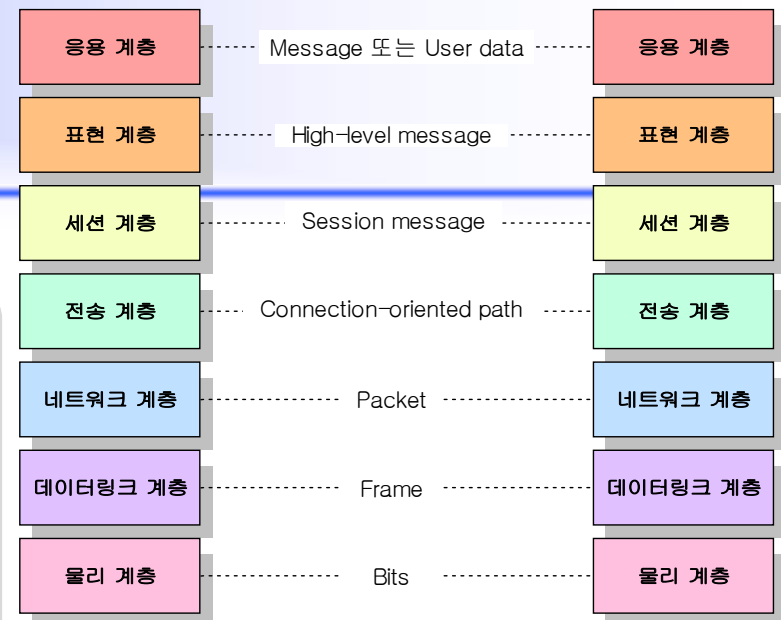 응용 계층 Message 또는 User data 응용 계층
표현 계층 High-level message 표현 계층
세션 계층 Session message 세션 계층
전송 계층 Connection-oriented path 전송 계층
네트워크 계층 Packet 네트워크 계층
데이터링크 계층 Frame 데이터링크 계층
물리 계층 Bits 물리 계층